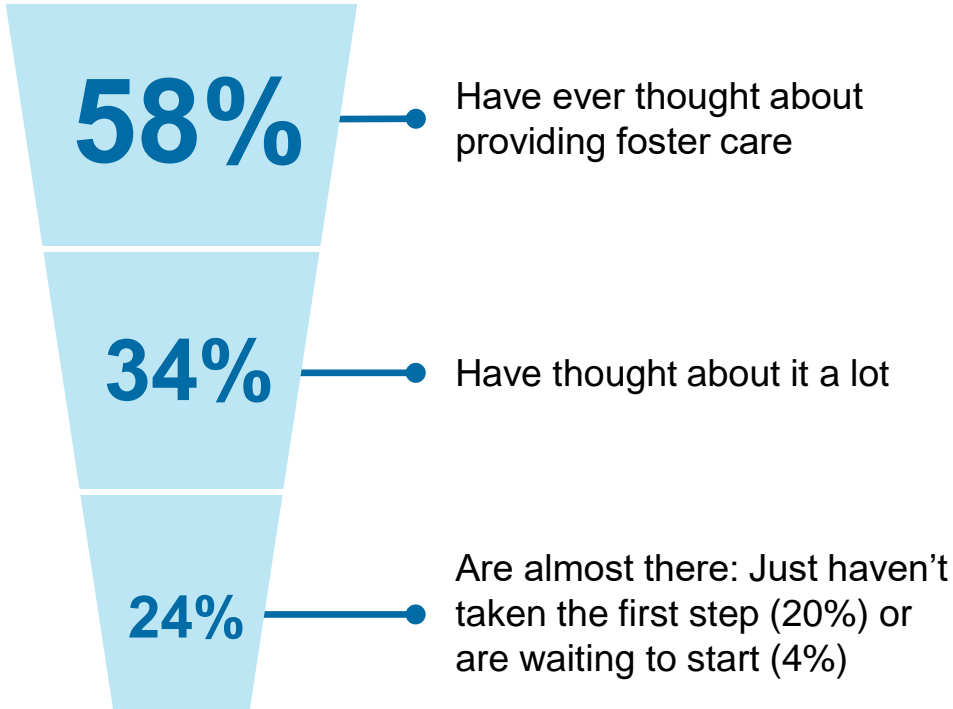 58%
Have ever thought about
providing foster care
34%
Have thought about it a lot
24%
Are almost there: Just haven’t
taken the first step (20%) or
are waiting to start (4%)